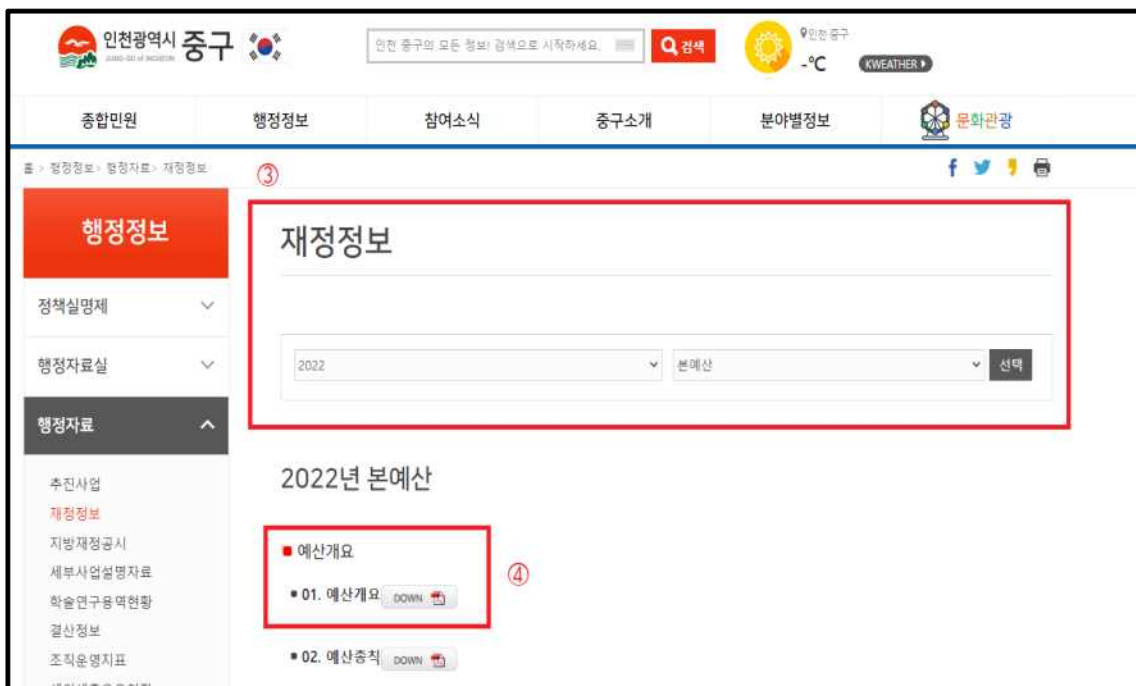 인천광역시 중구
JUNG-GU of INCHEON
인천 중구의 모든 정보! 검색으로 시작하세요.
검색
인천 중구
-℃
KWEATHER
종합민원
행정정보
참여소식
중구소개
분야별정보
문화관광
홈 > 행정정보 > 행정자료 > 재정정보
③
행정정보
재정정보
정책실명제
행정자료실
2022
본예산
선택
행정자료
추진사업
재정정보
지방재정공시
세부사업설명자료
학술연구용역현황
결산정보
조직운영지표
2022년 본예산
예산개요
④
01. 예산개요 DOWN
02. 예산총칙 DOWN